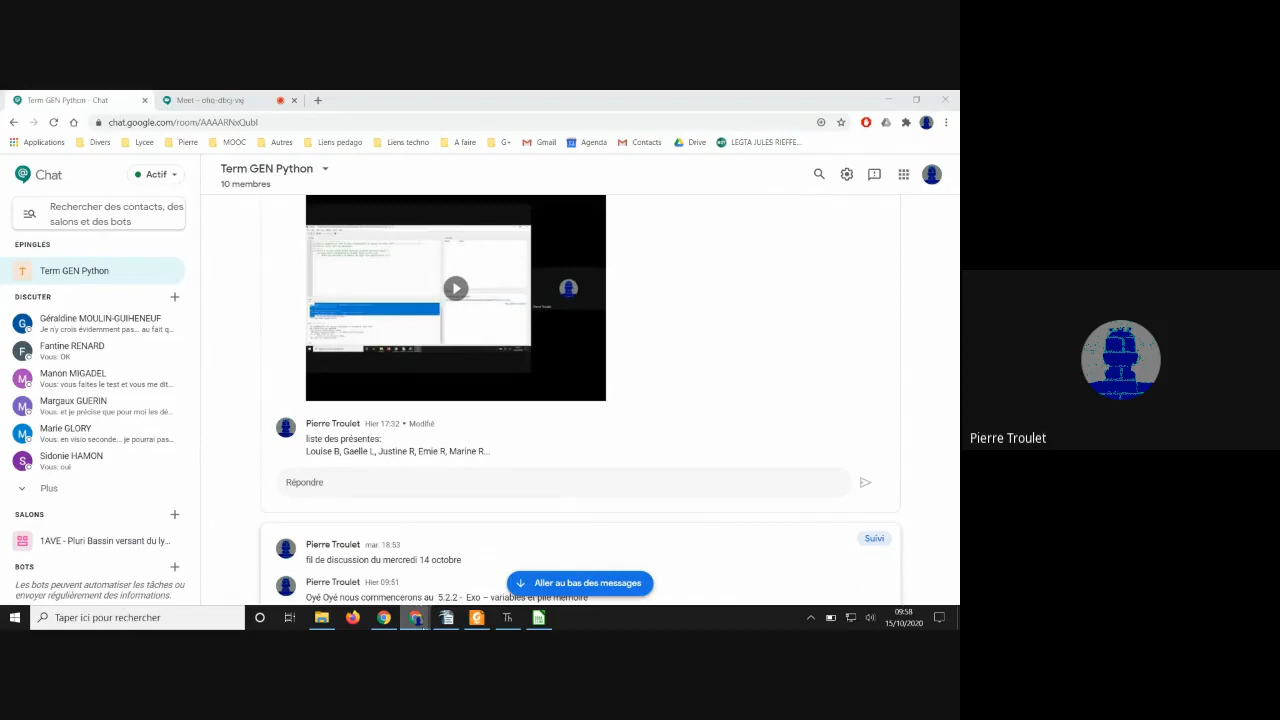 Term GEN Python - Chat
Meet – ohq-dbcj-vxj
chat.google.com/room/AAAARNxQubI
Applications
Divers
Lycee
Pierre
MOOC
Autres
Liens pedago
G+
Liens techno
A faire
Gmail
Agenda
Contacts
Drive
LEGTA JULES RIEFFE...
Chat
Actif
Term GEN Python
10 membres
Rechercher des contacts, des
salons et des bots
EPINGLES
T Term GEN Python
DISCUTER
Géraldine MOULIN-GUIHENEUF
Je n'y crois évidemment pas... au fait q...
Fantine RENARD
Vous: OK
Manon MIGADEL
Vous: vous faites le test et vous me dit...
Margaux GUERIN
Vous: et je précise que pour moi les dé...
Marie GLORY
Vous: en visio seconde... je pourrai pas...
Sidonie HAMON
Vous: oui
Plus
SALONS
1AVE - Pluri Bassin versant du ly...
BOTS
Les bots peuvent automatiser les tâches ou
envoyer régulièrement des informations.
Pierre Troulet
Pierre Troulet Hier 17:32 • Modifié
liste des présentes:
Louise B, Gaelle L, Justine R, Emie R, Marine R...
Répondre
Pierre Troulet mar. 18:53
Suivi
fil de discussion du mercredi 14 octobre
Pierre Troulet Hier 09:51
Oyé Oyé nous commencerons au 5.2.2 - Exo – variables et pile mémoire
Aller au bas des messages
Taper ici pour rechercher
Th
09:58
15/10/2020
Pierre Troulet